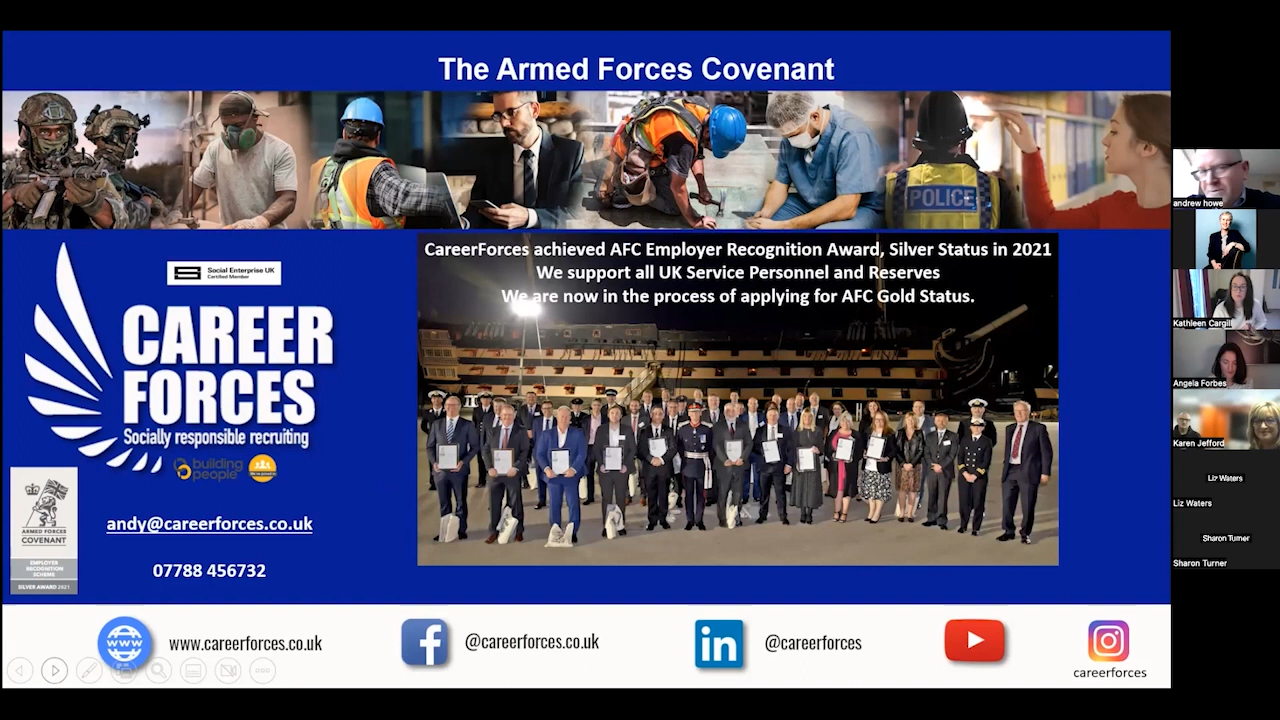 The Armed Forces Covenant
POLICE
CareerForces achieved AFC Employer Recognition Award, Silver Status in 2021
We support all UK Service Personnel and Reserves
We are now in the process of applying for AFC Gold Status.
Social Enterprise UK
Certified Member
CAREER
FORCES
Socially responsible recruiting
building
people
ARMED FORCES
COVENANT
EMPLOYER
RECOGNITION
SCHEME
SILVER AWARD 2021
andy@careerforces.co.uk
07788 456732
www
www.careerforces.co.uk
@careerforces.co.uk
in
@careerforces
careerforces
andrew howe
Kathleen Cargill
Angela Forbes
Karen Jefford
Liz Waters
Liz Waters
Sharon Turner
Sharon Turner